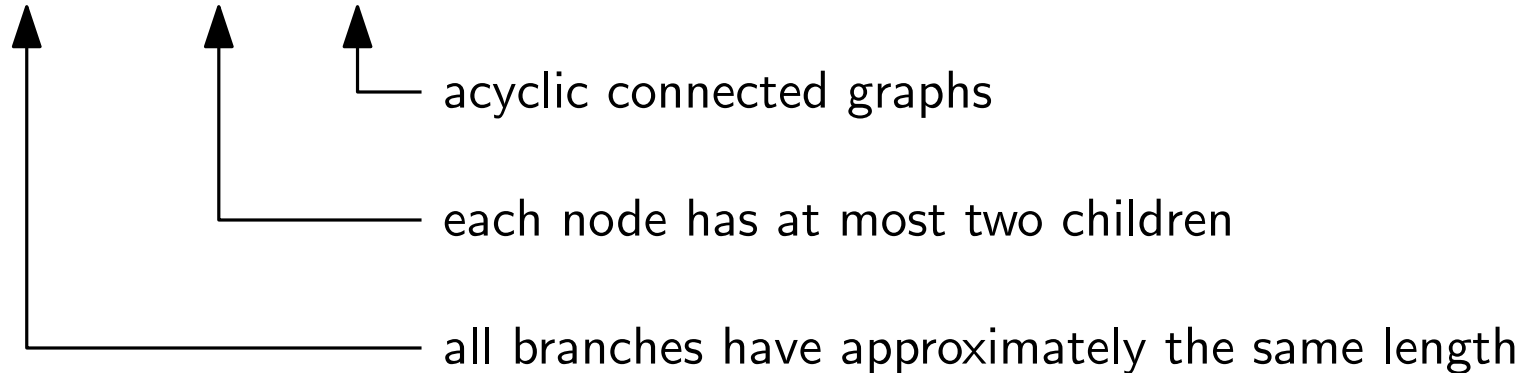 acyclic connected graphs
each node has at most two children
all branches have approximately the same length